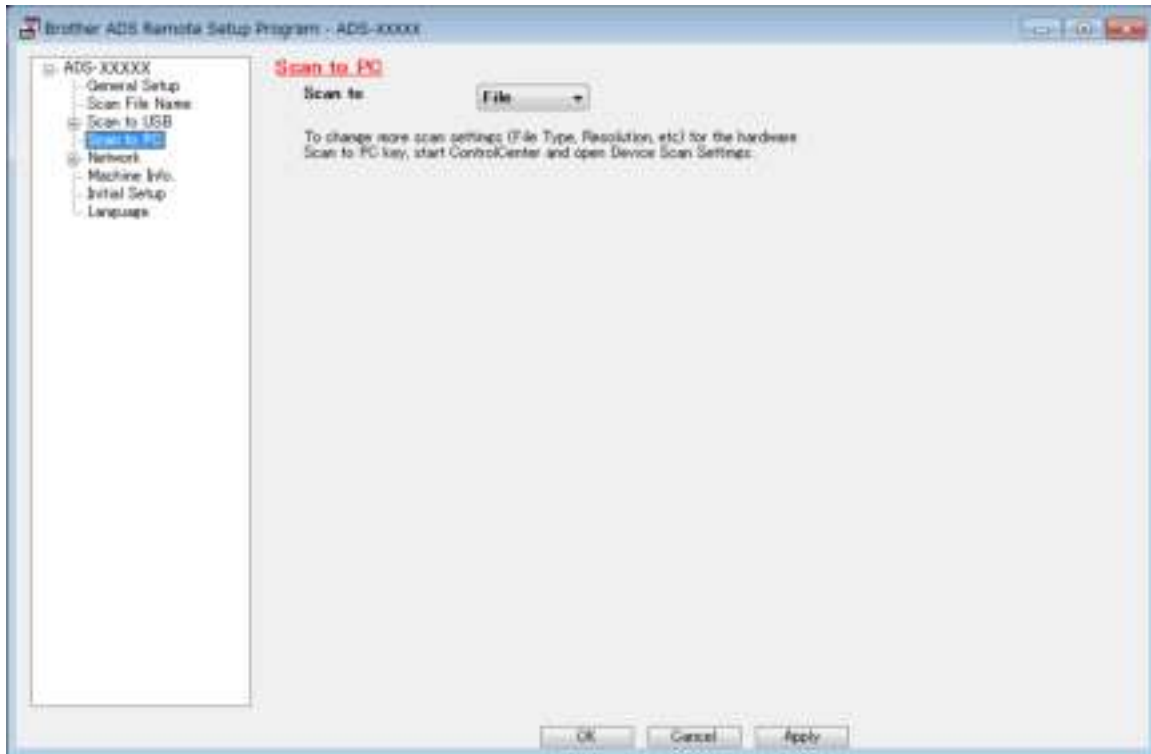 Brother ADS Remote Setup Program - ADS-XXXXX
ADS-XXXXX
General Setup
Scan File Name
Scan to USB
Scan to PC
Network
Machine Info.
Initial Setup
Language
Scan to PC
Scan to File
To change more scan settings (File Type, Resolution, etc) for the hardware
Scan to PC key, start ControlCenter and open Device Scan Settings.
OK Cancel Apply